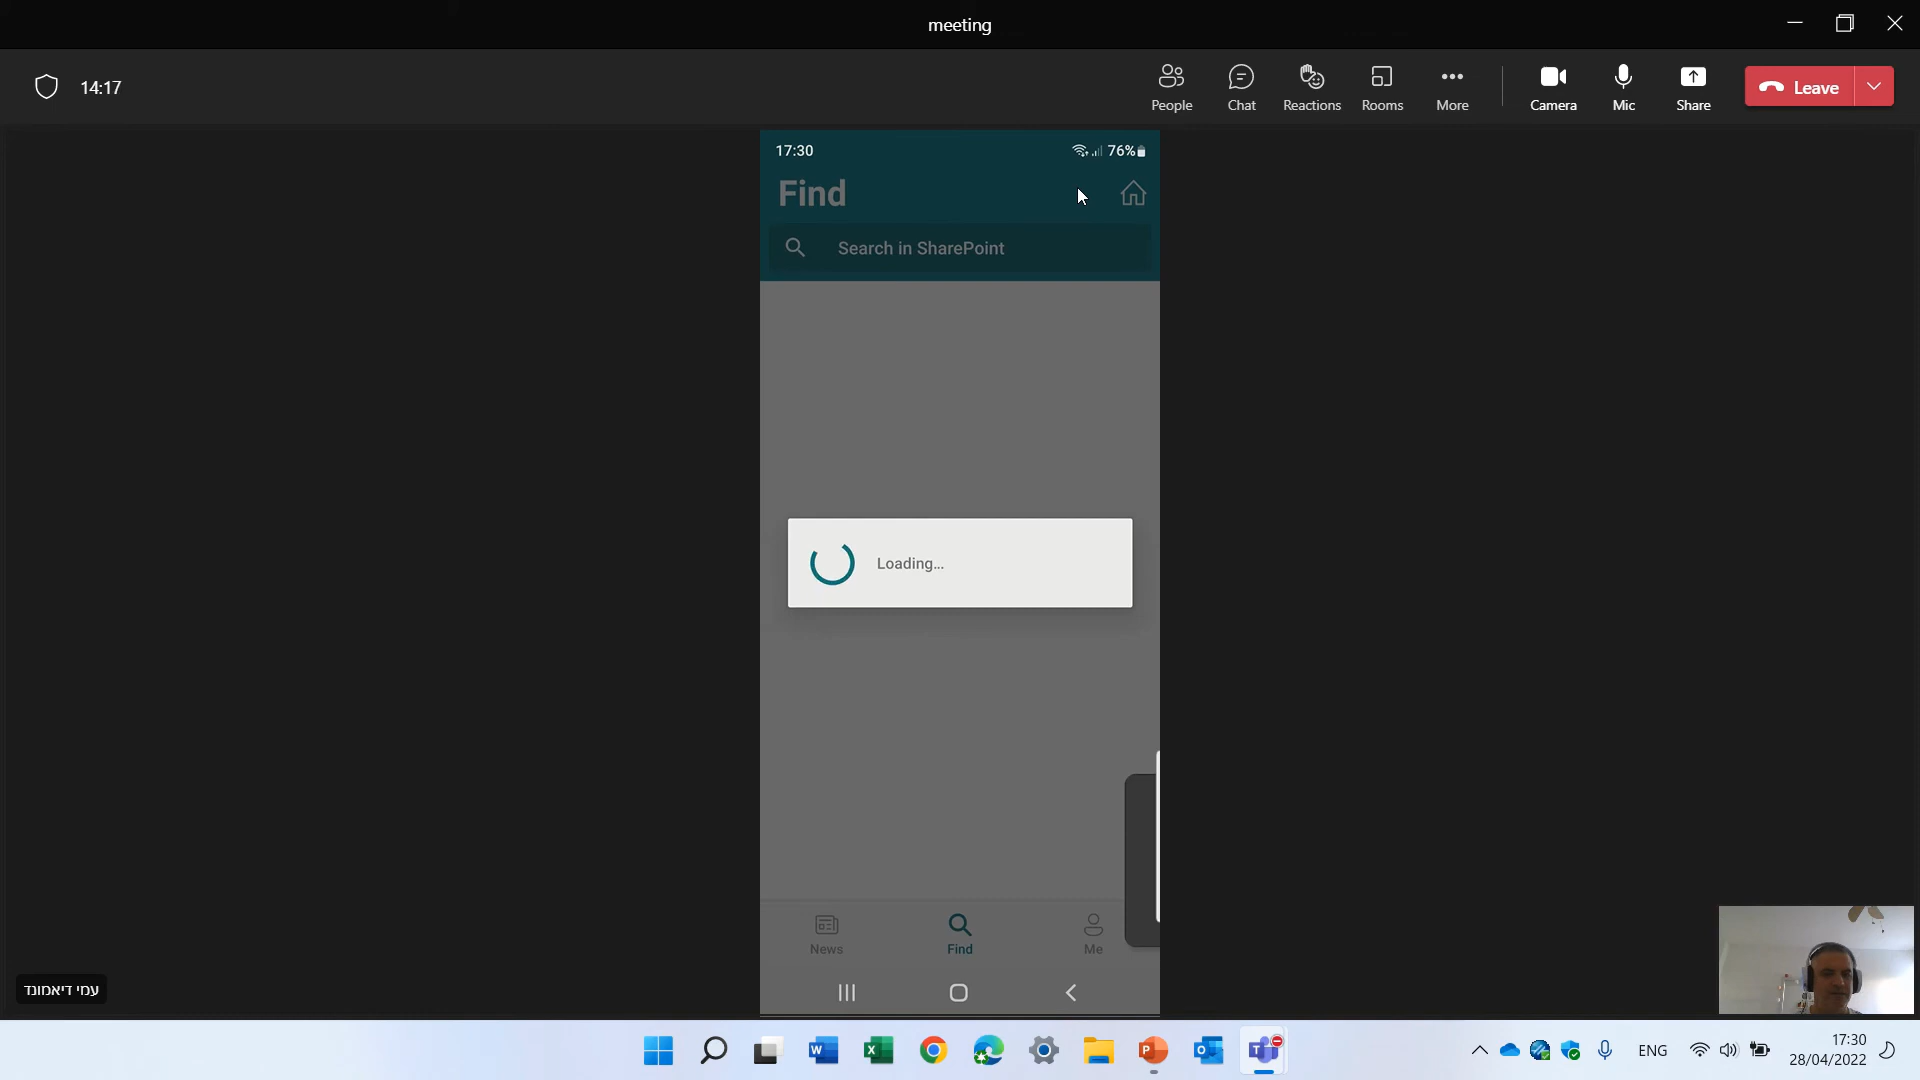 meeting
14:17
People
Chat
Reactions
Rooms
More
Camera
Mic
Share
Leave
17:30
76%
Find
Search in SharePoint
Loading...
News
Find
Me
עמי דיאמונד
ENG
17:30
28/04/2022